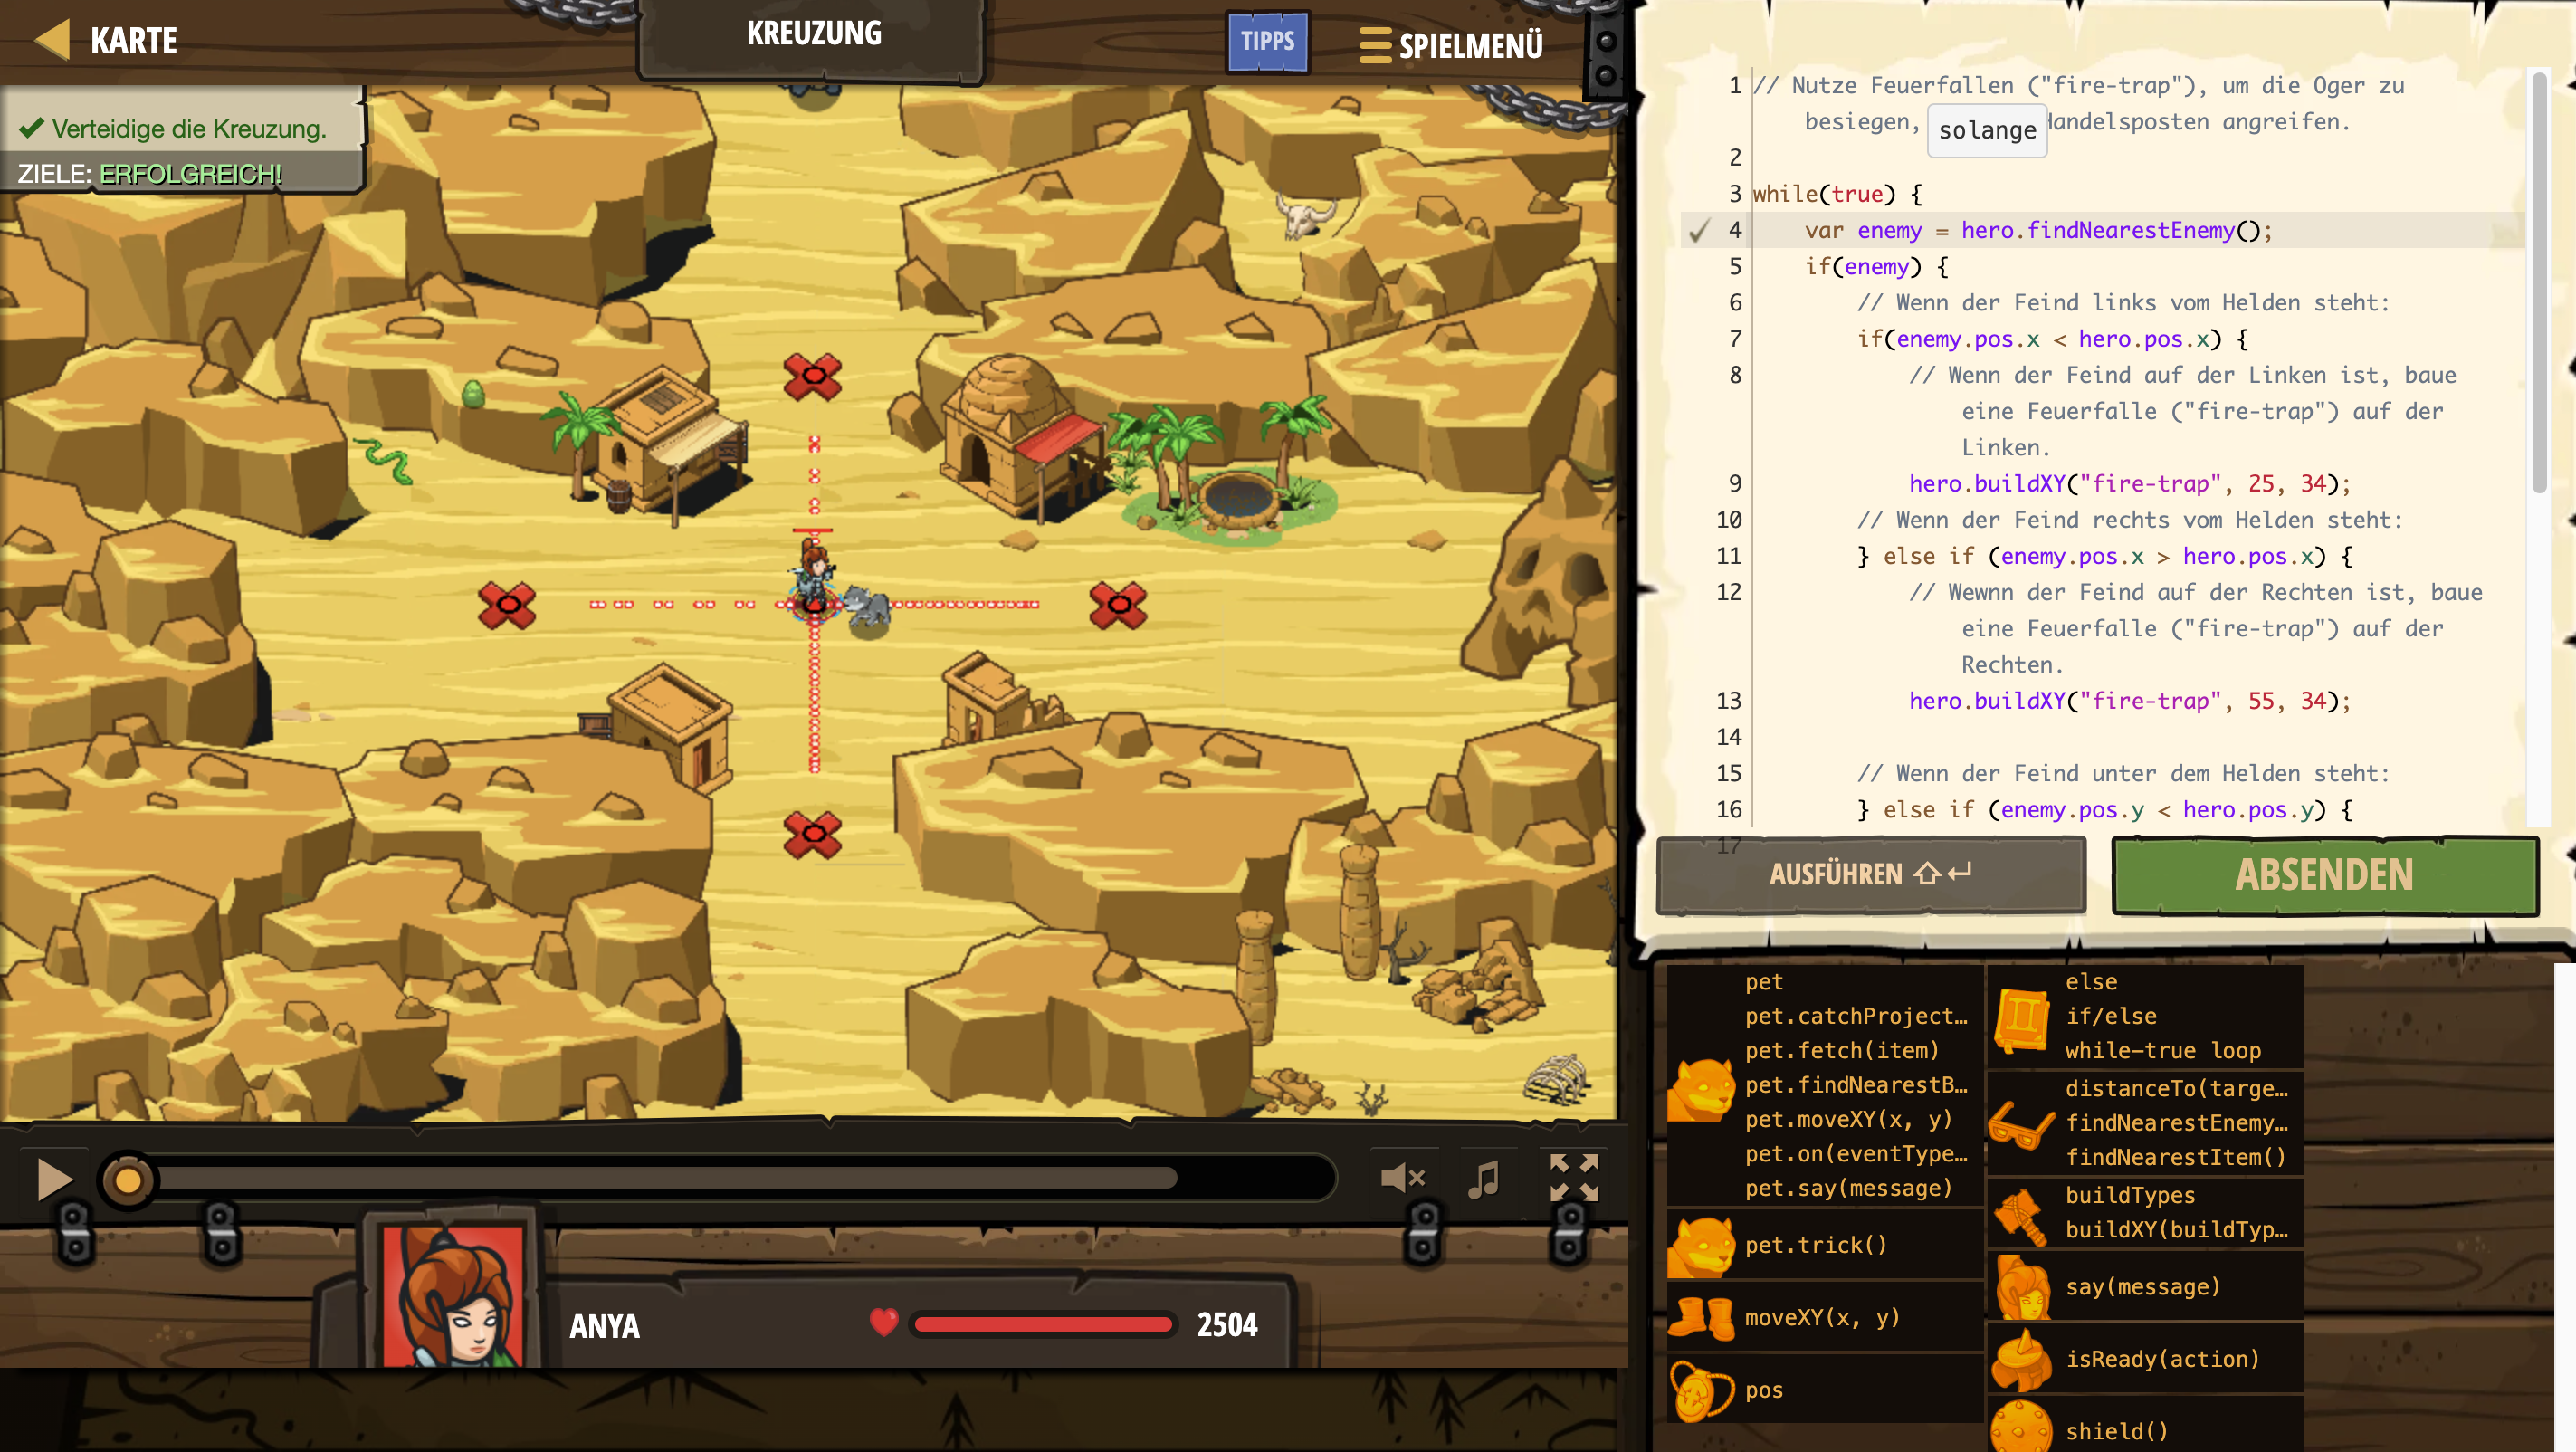 KARTE
KREUZUNG
TIPPS
SPIELMENÜ
Verteidige die Kreuzung.
ZIELE: ERFOLGREICH!
1 // Nutze Feuerfallen ("fire-trap"), um die Oger zu
besiegen, Handelsposten angreifen.
solange
2
3 while(true) {
4 var enemy = hero.findNearestEnemy();
5 if(enemy) {
6 // Wenn der Feind links vom Helden steht:
7 if(enemy.pos.x < hero.pos.x) {
8 // Wenn der Feind auf der Linken ist, baue
eine Feuerfalle ("fire-trap") auf der
Linken.
9 hero.buildXY("fire-trap", 25, 34);
10 // Wenn der Feind rechts vom Helden steht:
11 } else if (enemy.pos.x > hero.pos.x) {
12 // Wewnn der Feind auf der Rechten ist, baue
eine Feuerfalle ("fire-trap") auf der
Rechten.
13 hero.buildXY("fire-trap", 55, 34);
14
15 // Wenn der Feind unter dem Helden steht:
16 } else if (enemy.pos.y < hero.pos.y) {
17
AUSFÜHREN
ABSENDEN
pet
pet.catchProject…
pet.fetch(item)
pet.findNearestB…
pet.moveXY(x, y)
pet.on(eventType…
pet.say(message)
pet.trick()
moveXY(x, y)
pos
else
if/else
while-true loop
distanceTo(targe…
findNearestEnemy…
findNearestItem()
buildTypes
buildXY(buildTyp…
say(message)
isReady(action)
shield()
ANYA
2504